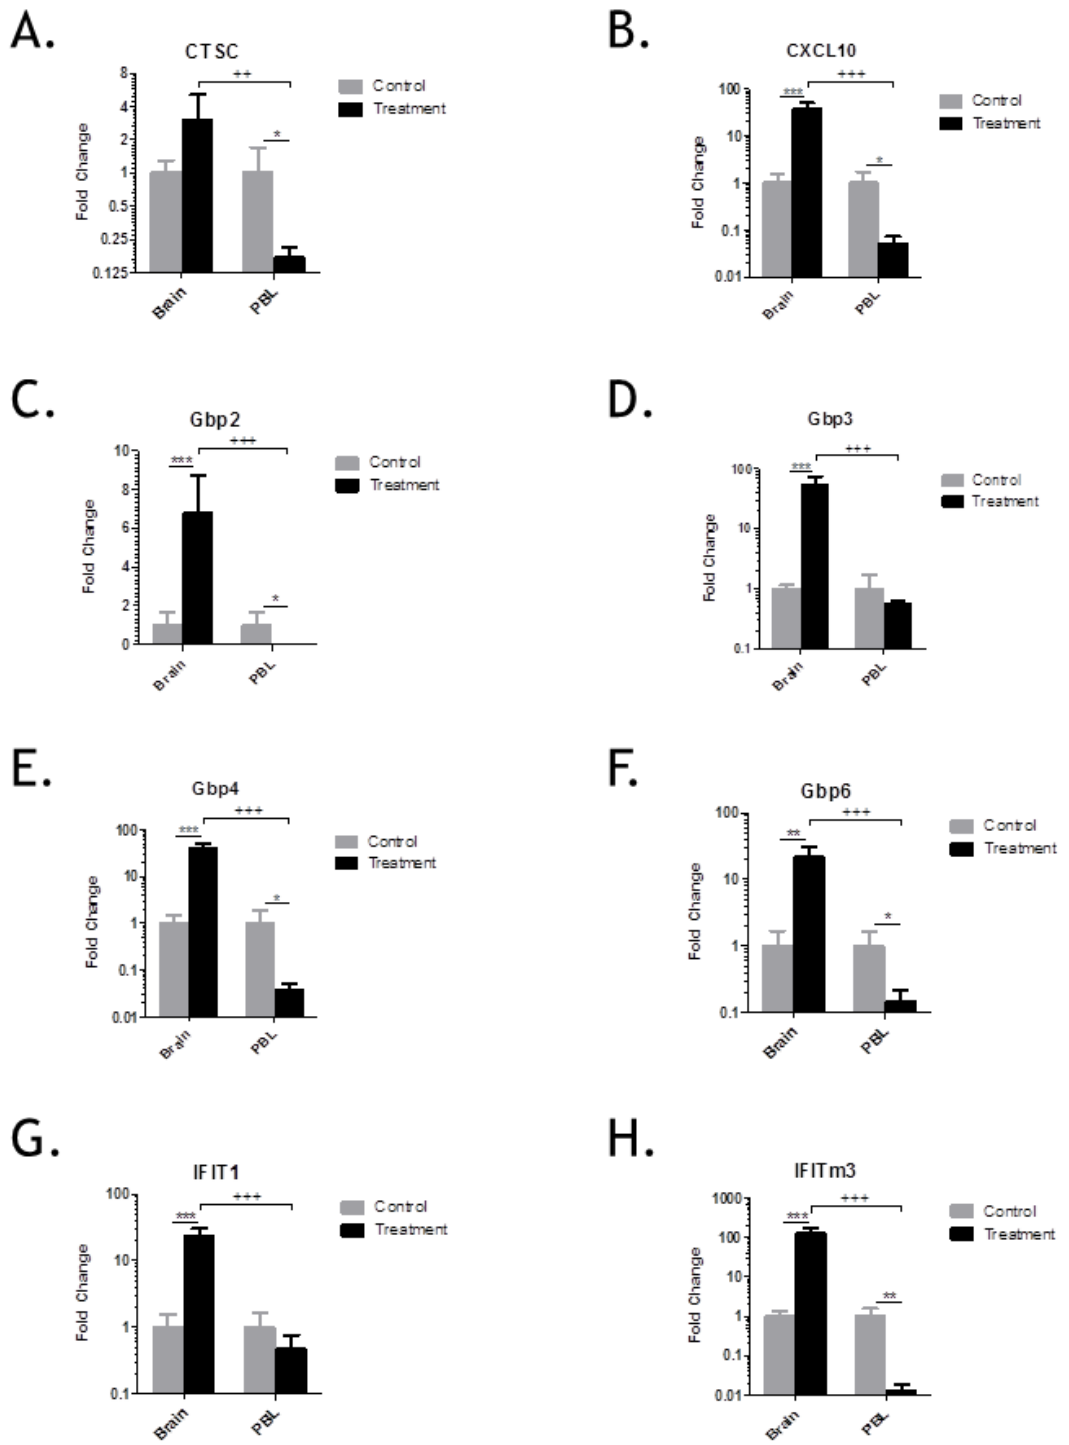 A.
CTSC
++
Control
Treatment
*
Fold Change
8
4
2
1
0.5
0.25
0.125
Brain
PBL
B.
CXCL10
+++
***
Control
Treatment
*
Fold Change
100
10
1
0.1
0.01
Brain
PBL
C.
Gbp2
+++
***
Control
Treatment
*
Fold Change
10
8
6
4
2
0
Brain
PBL
D.
Gbp3
+++
***
Control
Treatment
Fold Change
100
10
1
0.1
Brain
PBL
E.
Gbp4
+++
***
Control
Treatment
*
Fold Change
100
10
1
0.1
0.01
Brain
PBL
F.
Gbp6
+++
**
Control
Treatment
*
Fold Change
100
10
1
0.1
Brain
PBL
G.
IFIT1
+++
***
Control
Treatment
Fold Change
100
10
1
0.1
Brain
PBL
H.
IFITm3
+++
***
Control
Treatment
**
Fold Change
1000
100
10
1
0.1
0.01
Brain
PBL